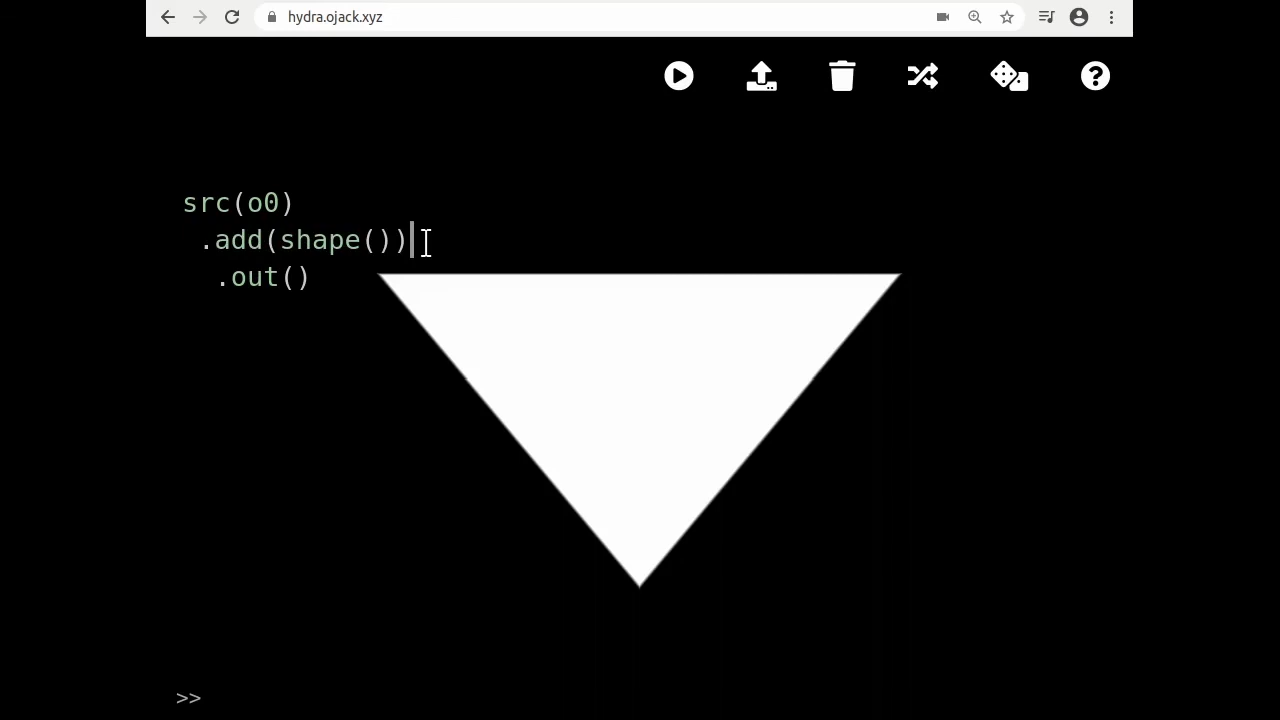 hydra.ojack.xyz
src(o0)
.add(shape())
.out()
>>